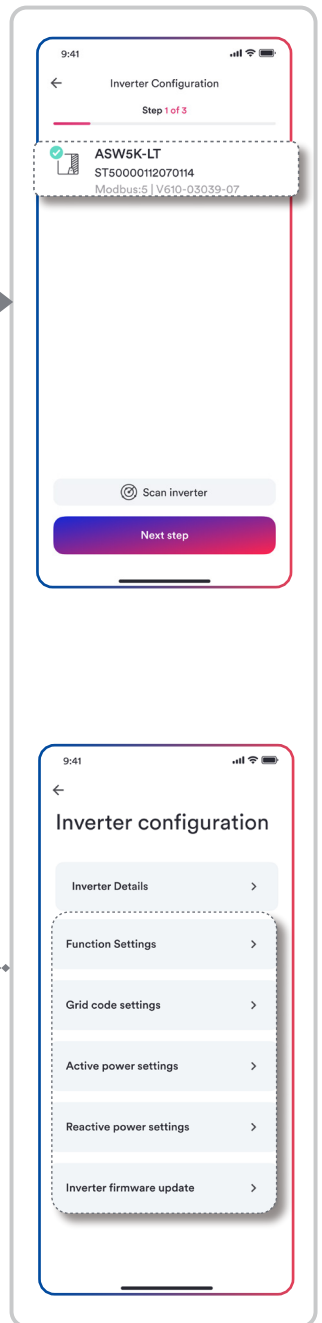 9:41
Inverter Configuration
Step 1 of 3
ASW5K-LT
ST50000112070114
Modbus:5 | V610-03039-07
Scan inverter
Next step
9:41
Inverter configuration
Inverter Details
Function Settings
Grid code settings
Active power settings
Reactive power settings
Inverter firmware update